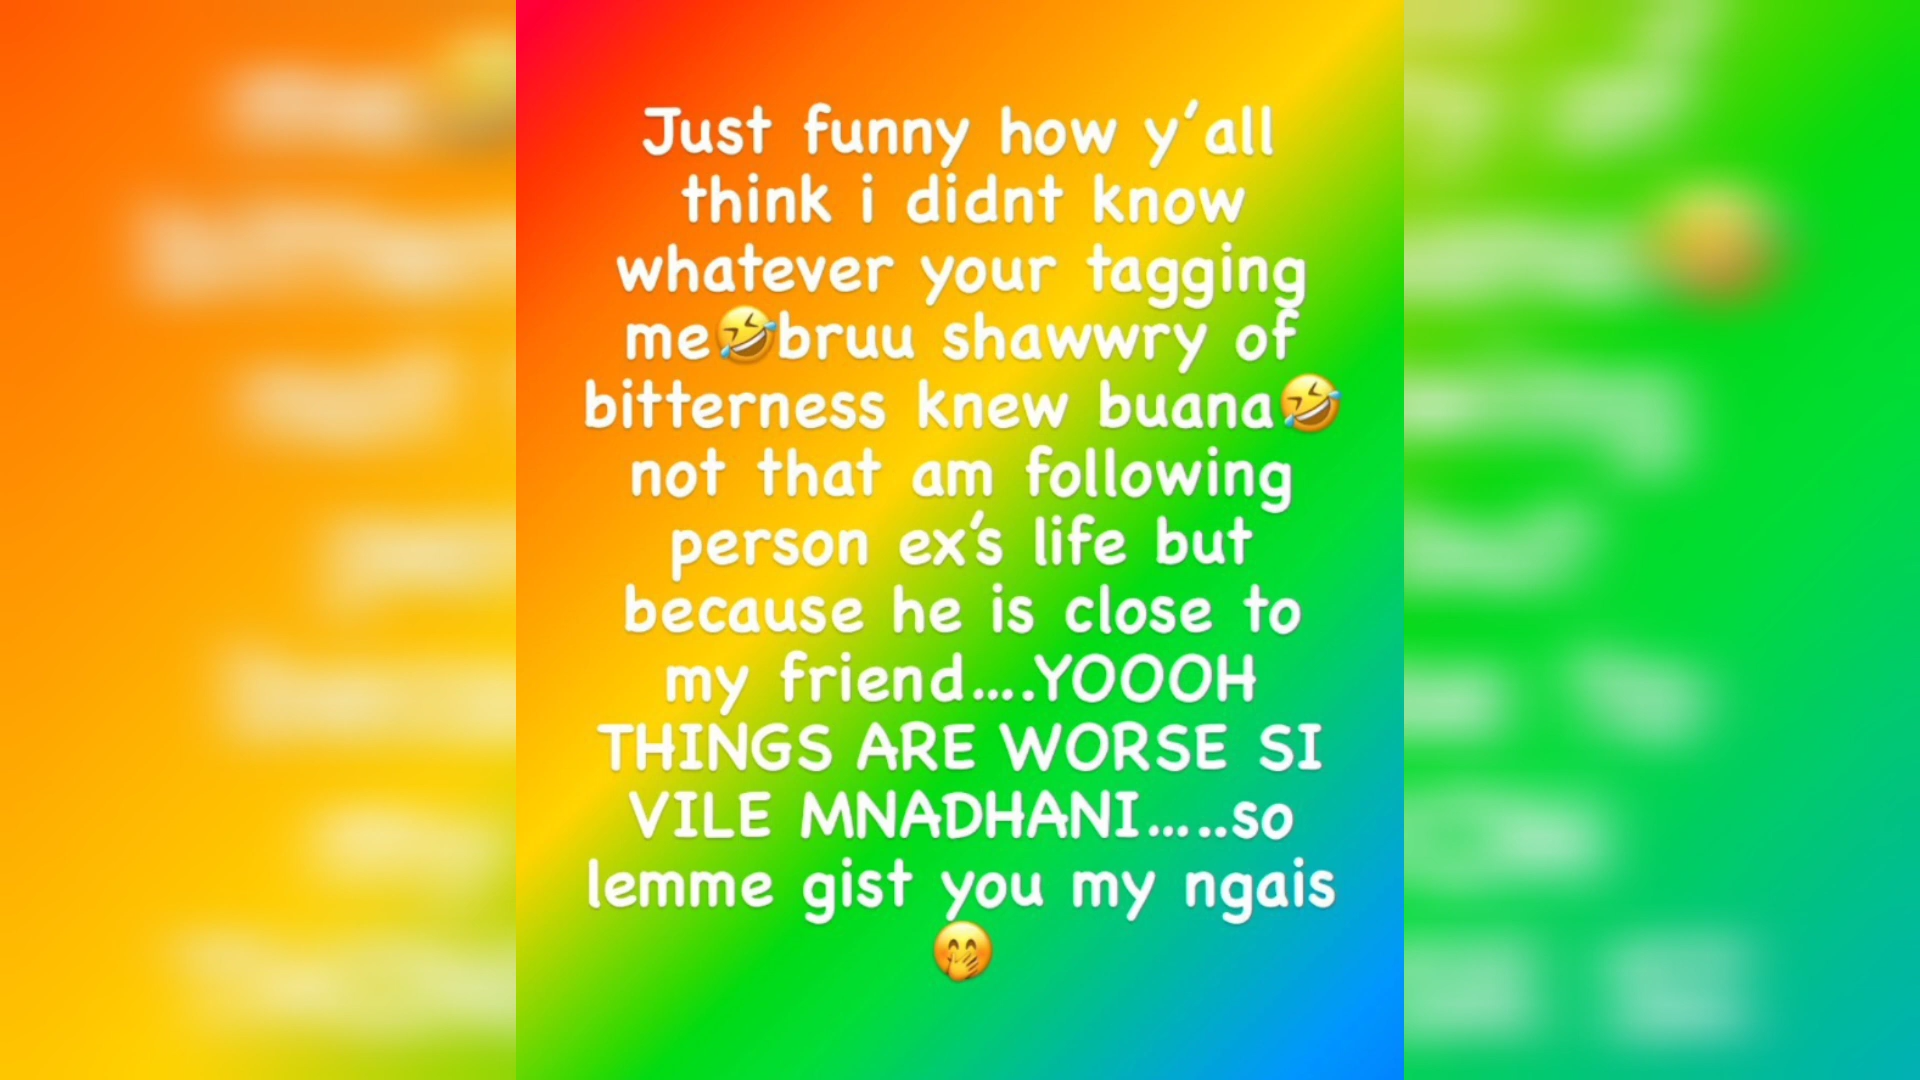 Just funny how y'all
think i didnt know
whatever your tagging
me🤣bruu shawwry of
bitterness knew buana🤣
not that am following
person ex's life but
because he is close to
my friend....YOOOH
THINGS ARE WORSE SI
VILE MNADHANI.....so
lemme gist you my ngais
🤭